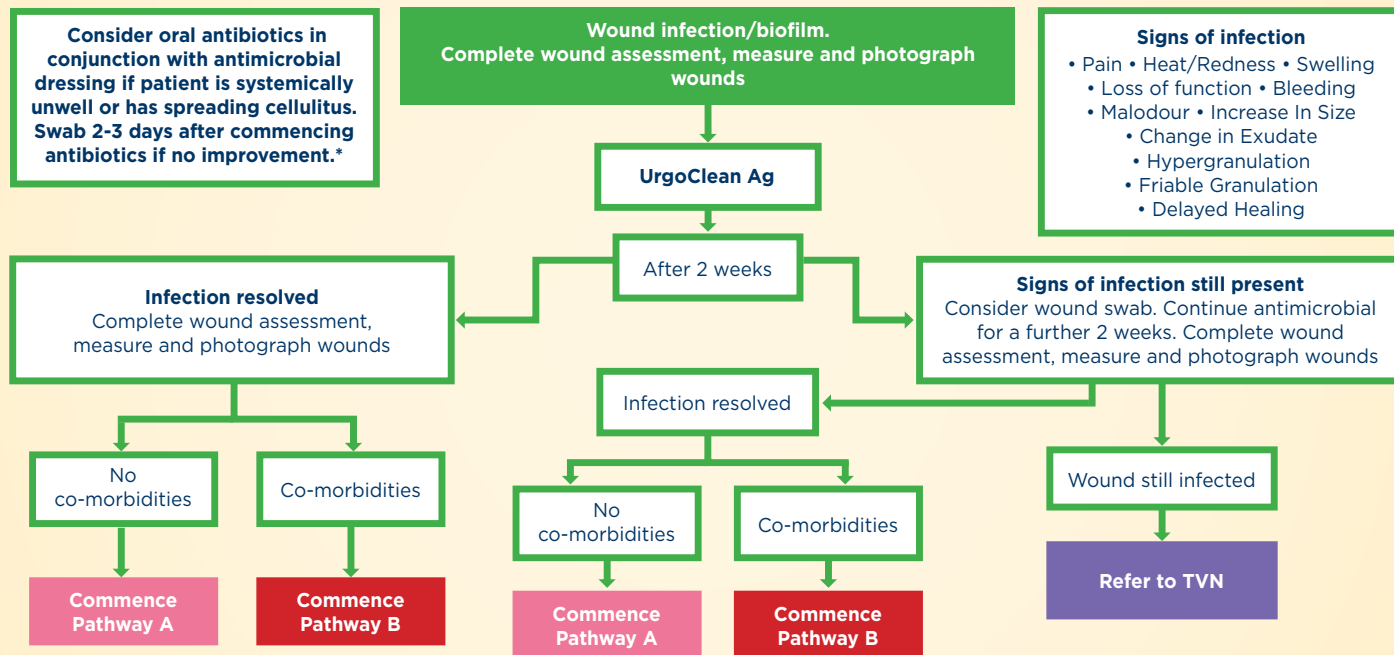 Consider oral antibiotics in
conjunction with antimicrobial
dressing if patient is systemically
unwell or has spreading cellulitus.
Swab 2-3 days after commencing
antibiotics if no improvement.*
Wound infection/biofilm.
Complete wound assessment, measure and photograph
wounds
Signs of infection
• Pain • Heat/Redness • Swelling
• Loss of function • Bleeding
• Malodour • Increase In Size
• Change in Exudate
• Hypergranulation
• Friable Granulation
• Delayed Healing
UrgoClean Ag
After 2 weeks
Infection resolved
Complete wound assessment,
measure and photograph wounds
Signs of infection still present
Consider wound swab. Continue antimicrobial
for a further 2 weeks. Complete wound
assessment, measure and photograph wounds
Infection resolved
No
co-morbidities
Co-morbidities
No
co-morbidities
Co-morbidities
Wound still infected
Commence
Pathway A
Commence
Pathway B
Commence
Pathway A
Commence
Pathway B
Refer to TVN